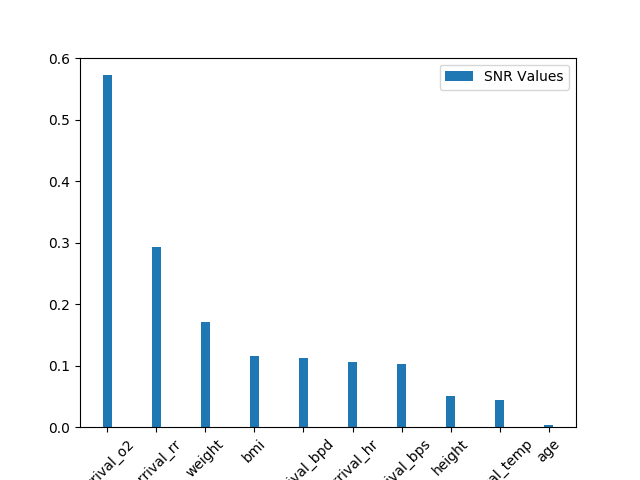 SNR Values
0.6
0.5
0.4
0.3
0.2
0.1
0.0
rival_o2
rrival_rr
weight
bmi
ival_bpd
rrival_hr
ival_bps
height
al_temp
age